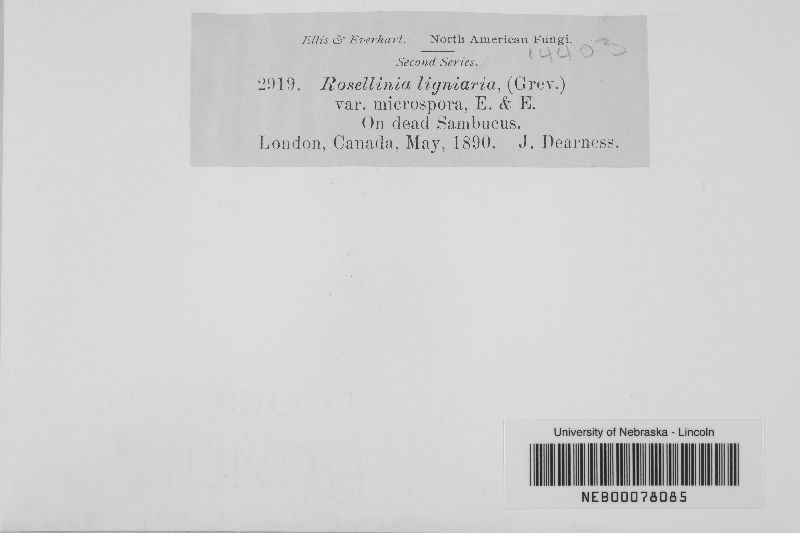 Ellis & Everhart. North American Fungi.
14403
Second Series.
2919. Rosellinia ligniaria, (Grev.)
var. microspora, E. & E.
On dead Sambucus.
London, Canada, May, 1890. J. Dearness.
University of Nebraska - Lincoln
NEB00078085